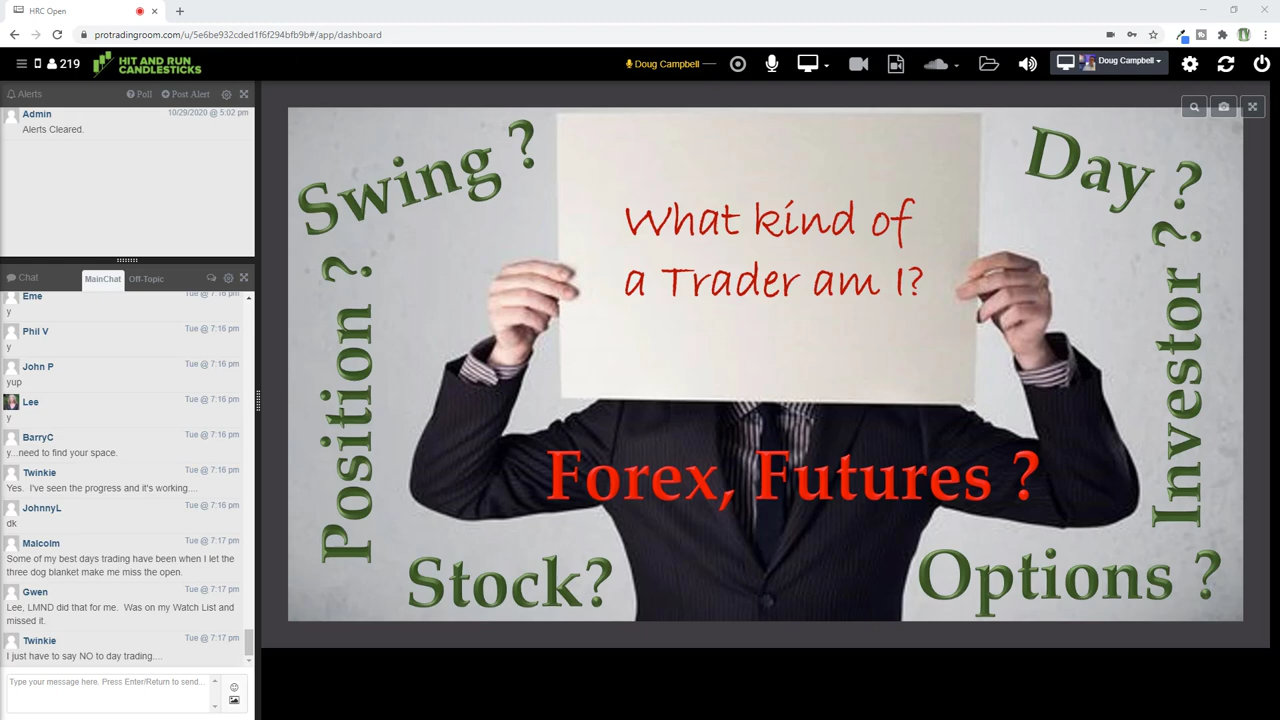 HRC Open
protradingroom.com/u/5e6be932cded1f6f294bfb9b#/app/dashboard
219
HIT AND RUN
CANDLESTICKS
Doug Campbell
Doug Campbell
Alerts
Poll
Post Alert
Admin
10/29/2020 @ 5:02 pm
Alerts Cleared.
Chat
MainChat
Off-Topic
Eme
Tue @ 7:16 pm
y
Phil V
Tue @ 7:16 pm
y
John P
Tue @ 7:16 pm
yup
Lee
Tue @ 7:16 pm
y
BarryC
Tue @ 7:16 pm
y...need to find your space.
Twinkie
Tue @ 7:16 pm
Yes. I've seen the progress and it's working....
JohnnyL
Tue @ 7:16 pm
dk
Malcolm
Tue @ 7:17 pm
Some of my best days trading have been when I let the
three dog blanket make me miss the open.
Gwen
Tue @ 7:17 pm
Lee, LMND did that for me. Was on my Watch List and
missed it.
Twinkie
Tue @ 7:17 pm
I just have to say NO to day trading....
Type your message here. Press Enter/Return to send...
Swing ?
What kind of
a Trader am I?
Day ?
Position ?
Investor ?
Forex, Futures ?
Stock?
Options ?